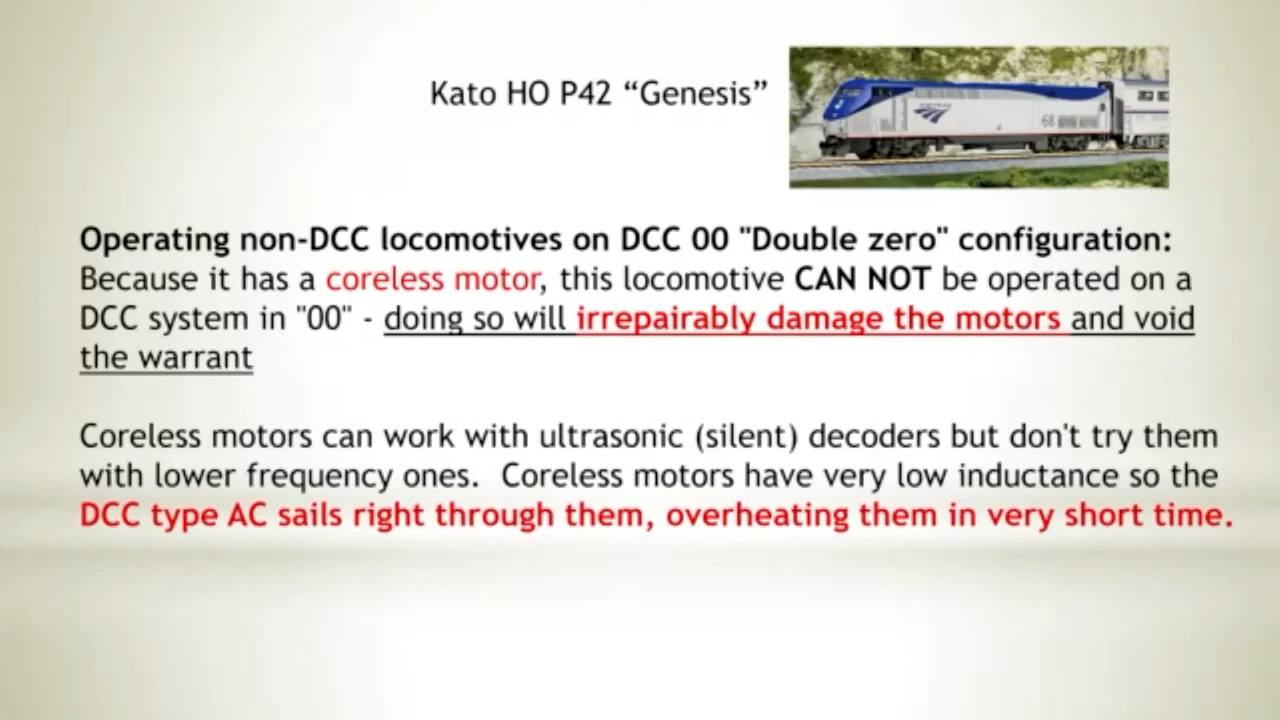 Kato HO P42 “Genesis”
AMTRAK
68
Operating non-DCC locomotives on DCC 00 "Double zero" configuration:
Because it has a coreless motor, this locomotive CAN NOT be operated on a
DCC system in "00" - doing so will irrepairably damage the motors and void
the warrant
Coreless motors can work with ultrasonic (silent) decoders but don't try them
with lower frequency ones.  Coreless motors have very low inductance so the
DCC type AC sails right through them, overheating them in very short time.